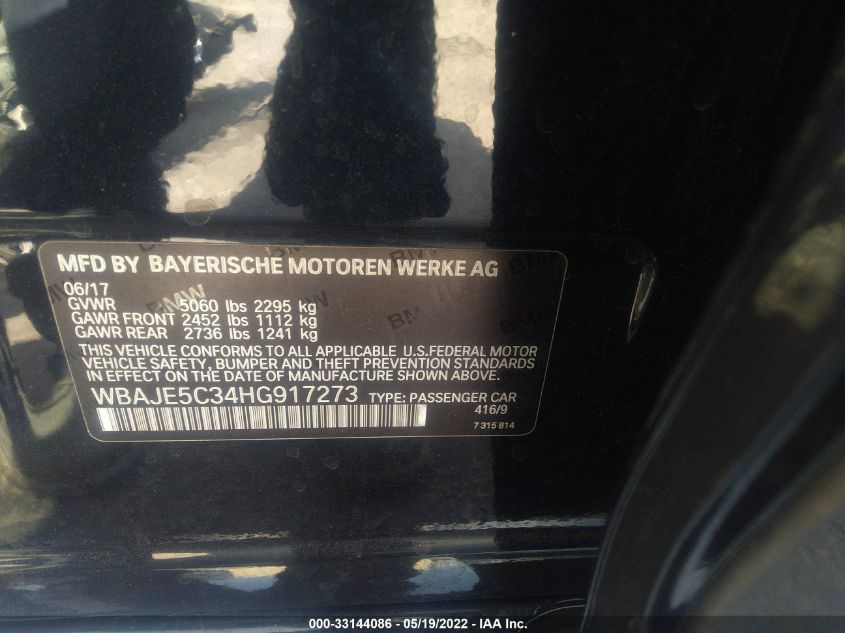 MFD BY BAYERISCHE MOTOREN WERKE AG
06/17
GVWR 5060 lbs 2295 kg
GAWR FRONT 2452 lbs 1112 kg
GAWR REAR 2736 lbs 1241 kg
THIS VEHICLE CONFORMS TO ALL APPLICABLE U.S.FEDERAL MOTOR
VEHICLE SAFETY, BUMPER AND THEFT PREVENTION STANDARDS
IN EFFECT ON THE DATE OF MANUFACTURE SHOWN ABOVE.
WBAJE5C34HG917273 TYPE: PASSENGER CAR
416/9
7 315 814
000-33144086 - 05/19/2022 - IAA Inc.